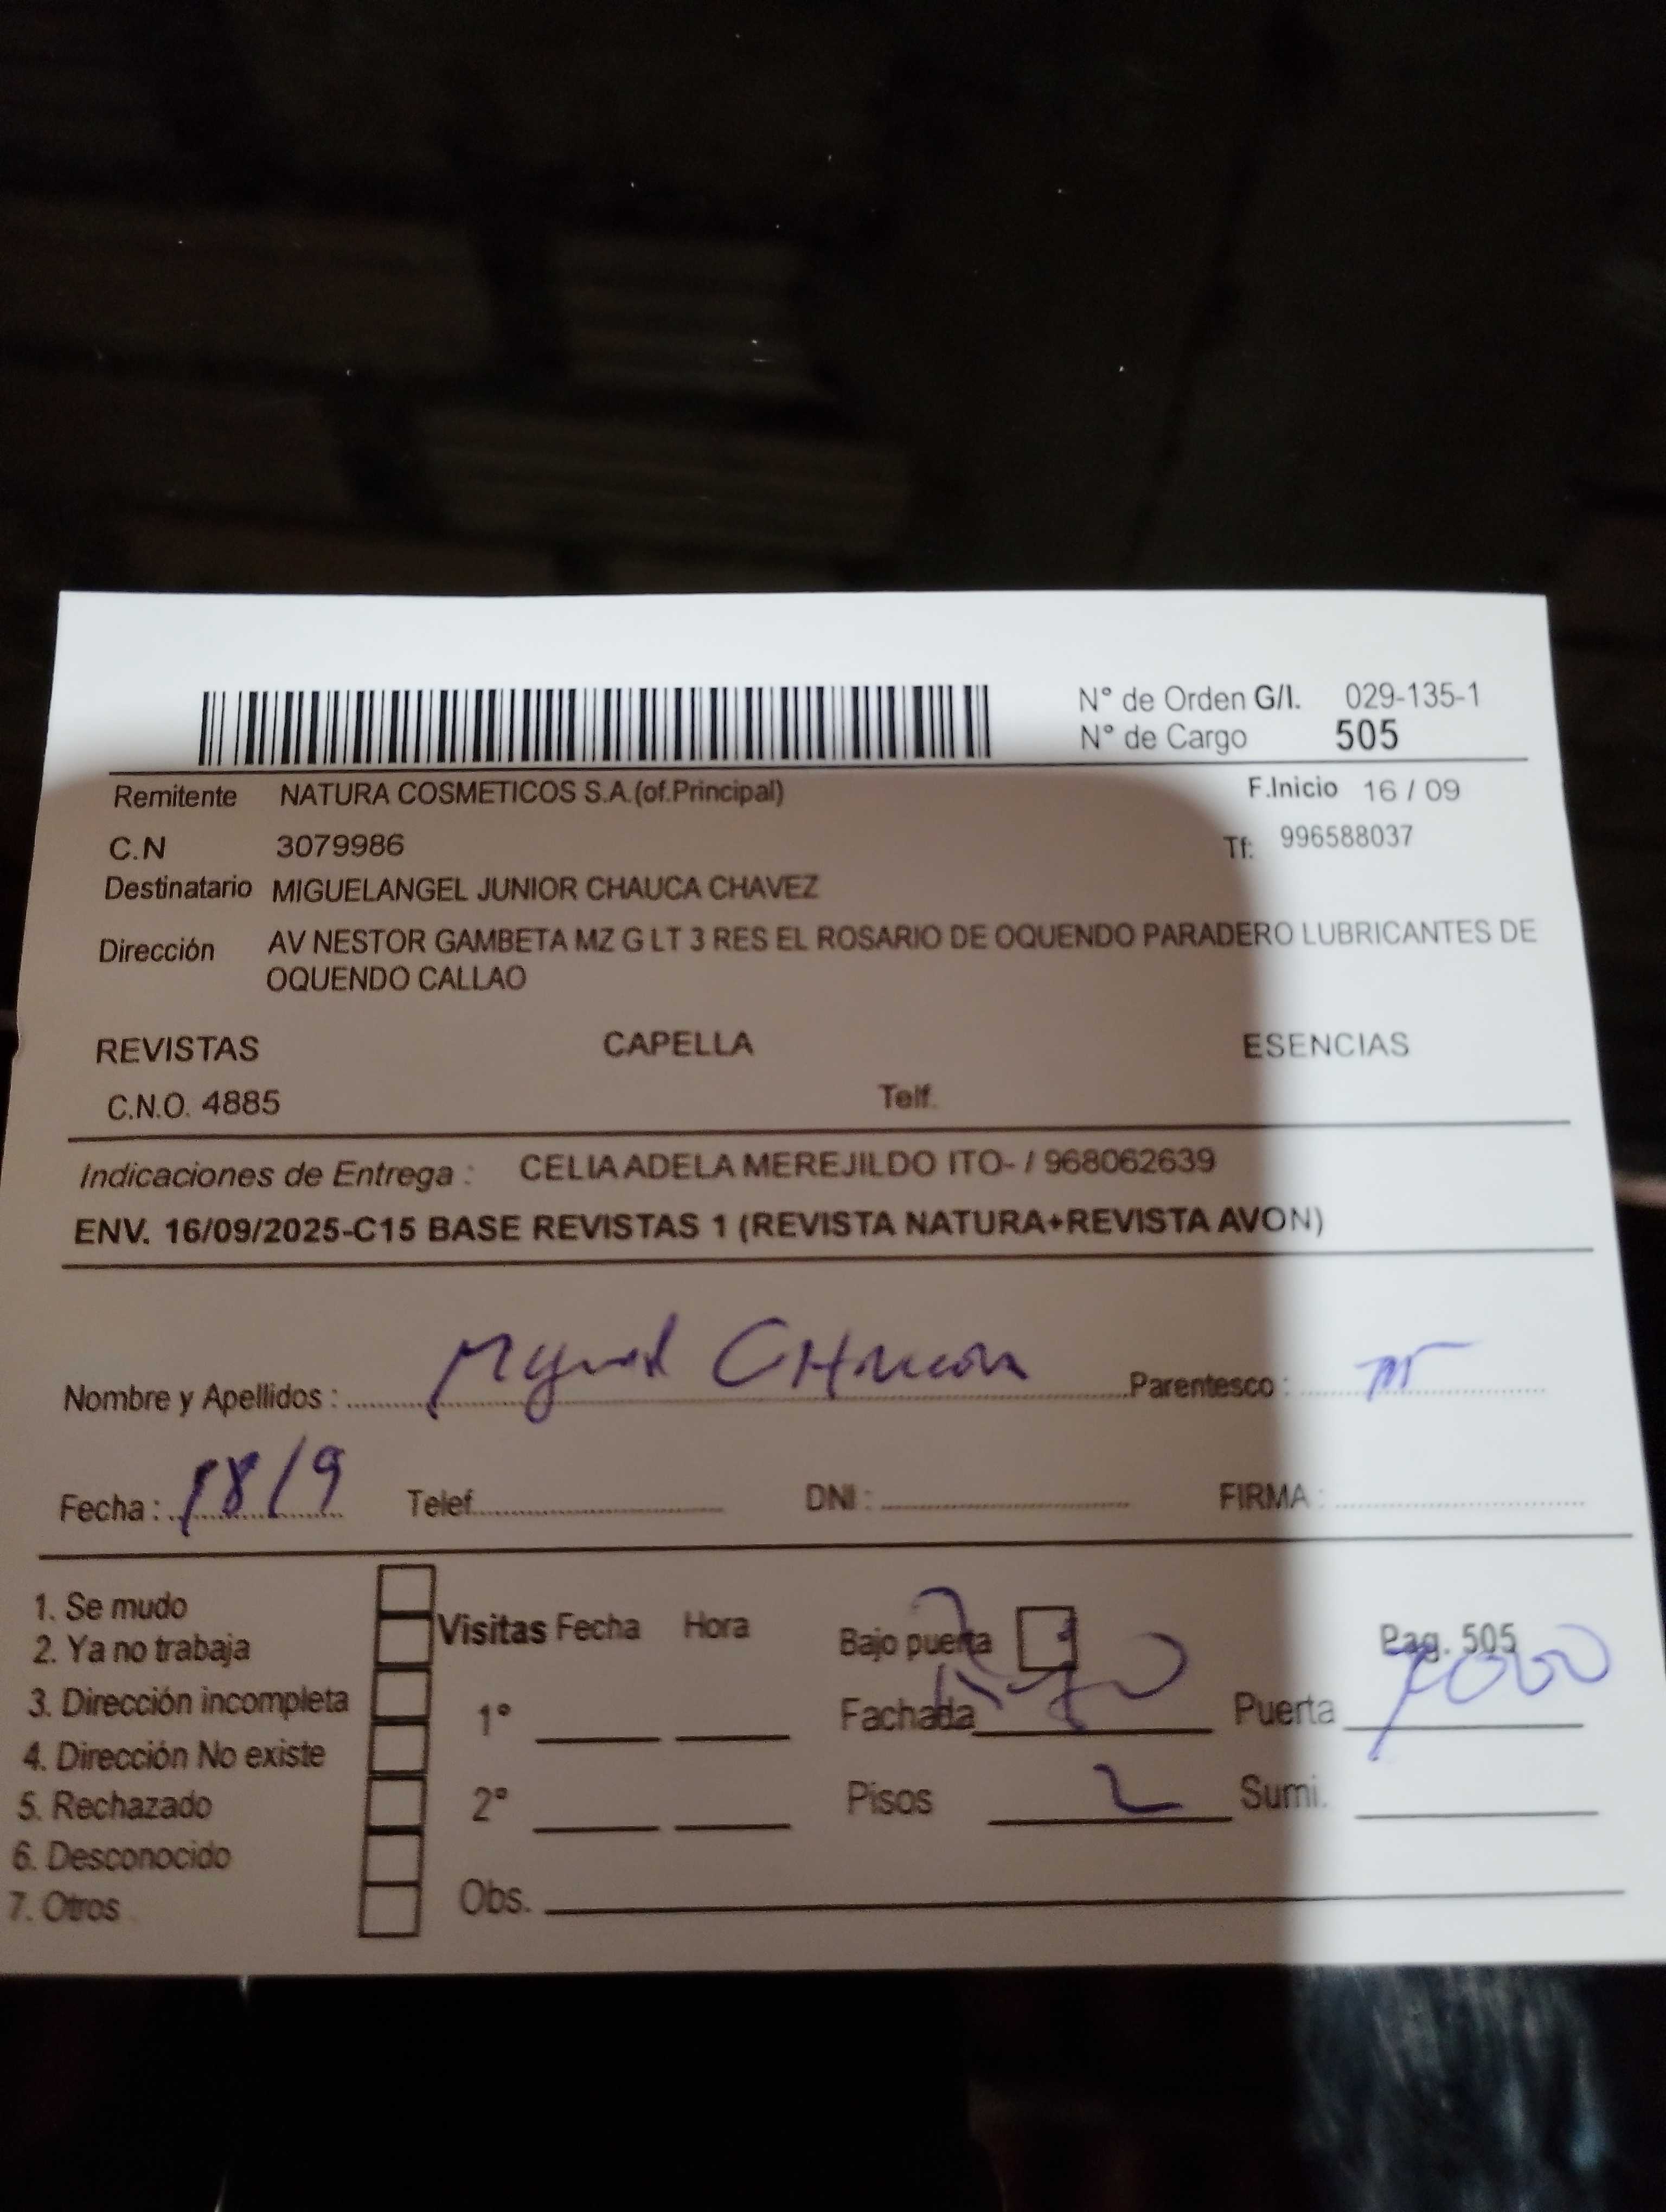 N° de Orden G/I. 029-135-1
N° de Cargo 505
Remitente NATURA COSMETICOS S.A.(of.Principal) F.Inicio 16 / 09
C.N 3079986 Tf: 996588037
Destinatario MIGUELANGEL JUNIOR CHAUCA CHAVEZ
Dirección AV NESTOR GAMBETA MZ G LT 3 RES EL ROSARIO DE OQUENDO PARADERO LUBRICANTES DE
OQUENDO CALLAO
REVISTAS CAPELLA ESENCIAS
C.N.O. 4885 Telf.
Indicaciones de Entrega : CELIA ADELA MEREJILDO ITO- / 968062639
ENV. 16/09/2025-C15 BASE REVISTAS 1 (REVISTA NATURA+REVISTA AVON)
Nombre y Apellidos : Miguel CHauca Parentesco :
Fecha : 18/9 Telef. DNI : FIRMA :
1. Se mudo
2. Ya no trabaja
3. Dirección incompleta
4. Dirección No existe
5. Rechazado
6. Desconocido
7. Otros
Visitas Fecha Hora
1°
2°
Obs.
Bajo puerta Pag. 505
Fachada Puerta
Pisos 2 Sumi.